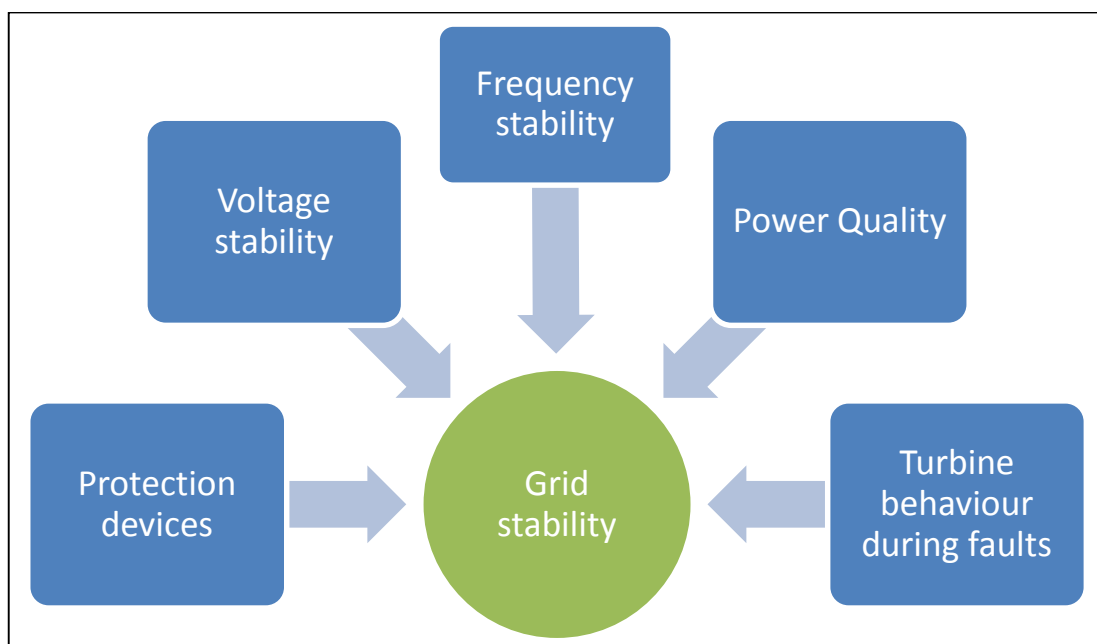 Frequency
stability
Voltage
stability
Power Quality
Protection
devices
Grid
stability
Turbine
behaviour
during faults